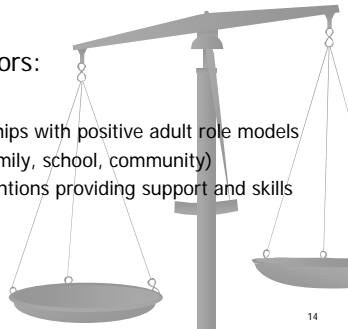 ors:
hips with positive adult role models
mily, school, community)
ntions providing support and skills
14